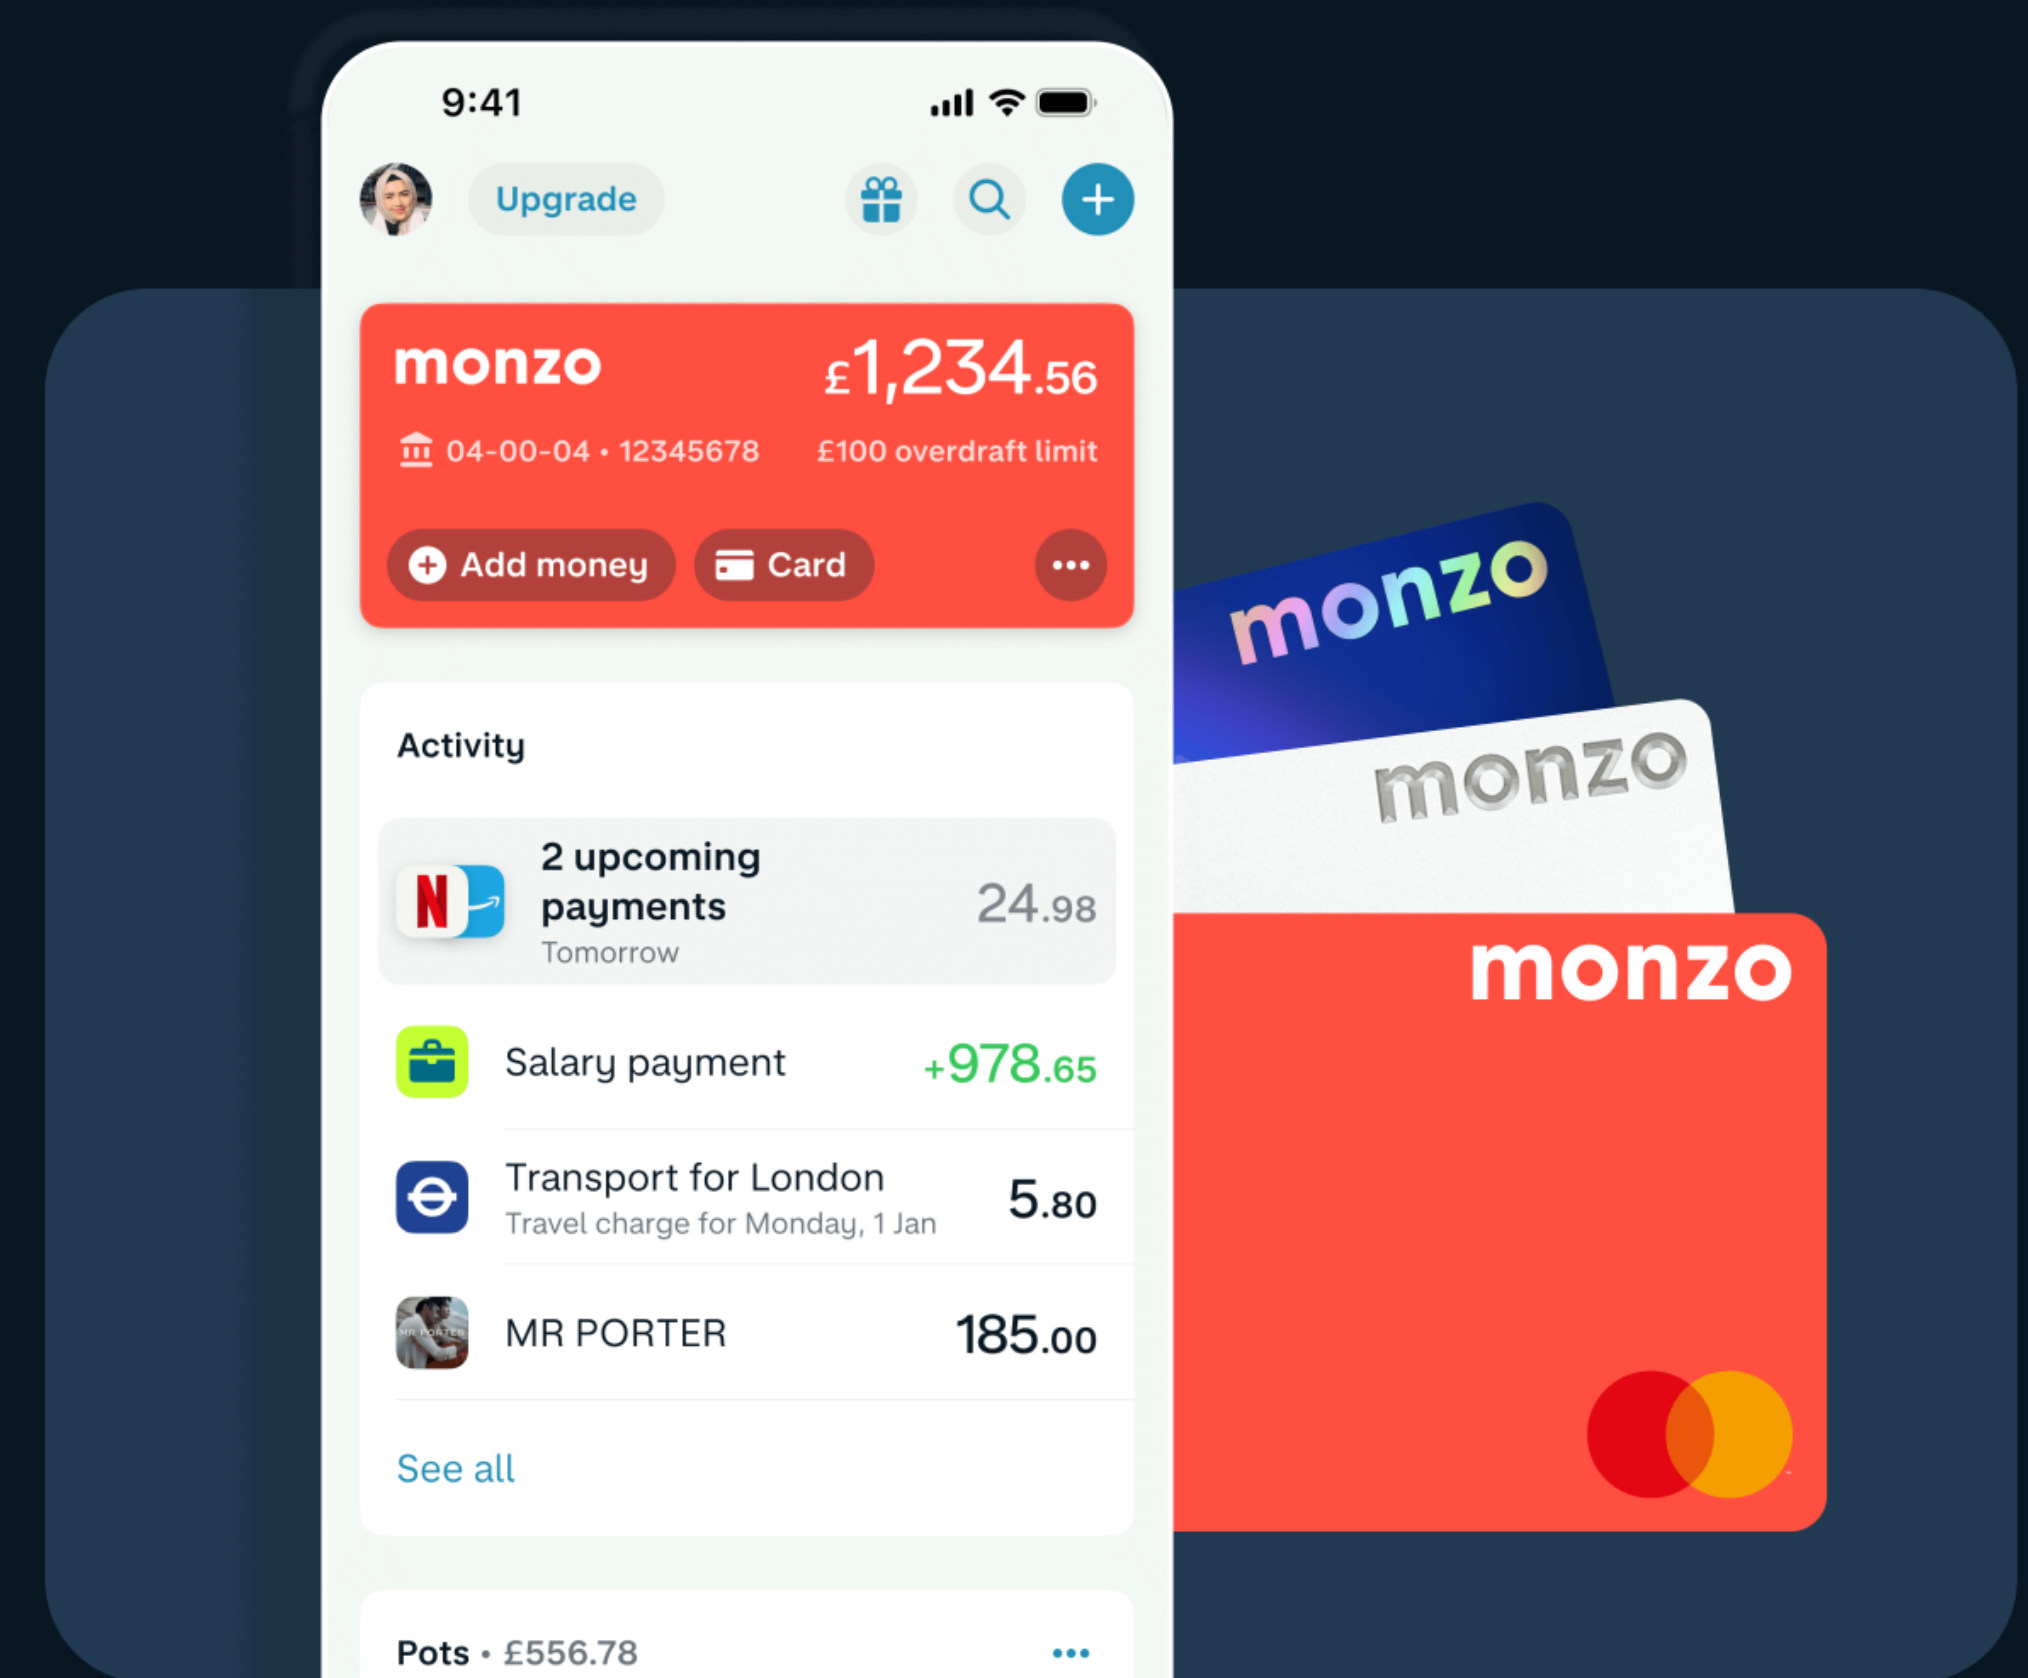 9:41
Upgrade
monzo
£1,234.56
04-00-04 • 12345678
£100 overdraft limit
Add money
Card
monzo
monzo
monzo
Activity
N
2 upcoming
payments
24.98
Tomorrow
Salary payment
+978.65
Transport for London
5.80
Travel charge for Monday, 1 Jan
MR PORTER
MR PORTER
185.00
See all
Pots • £556.78